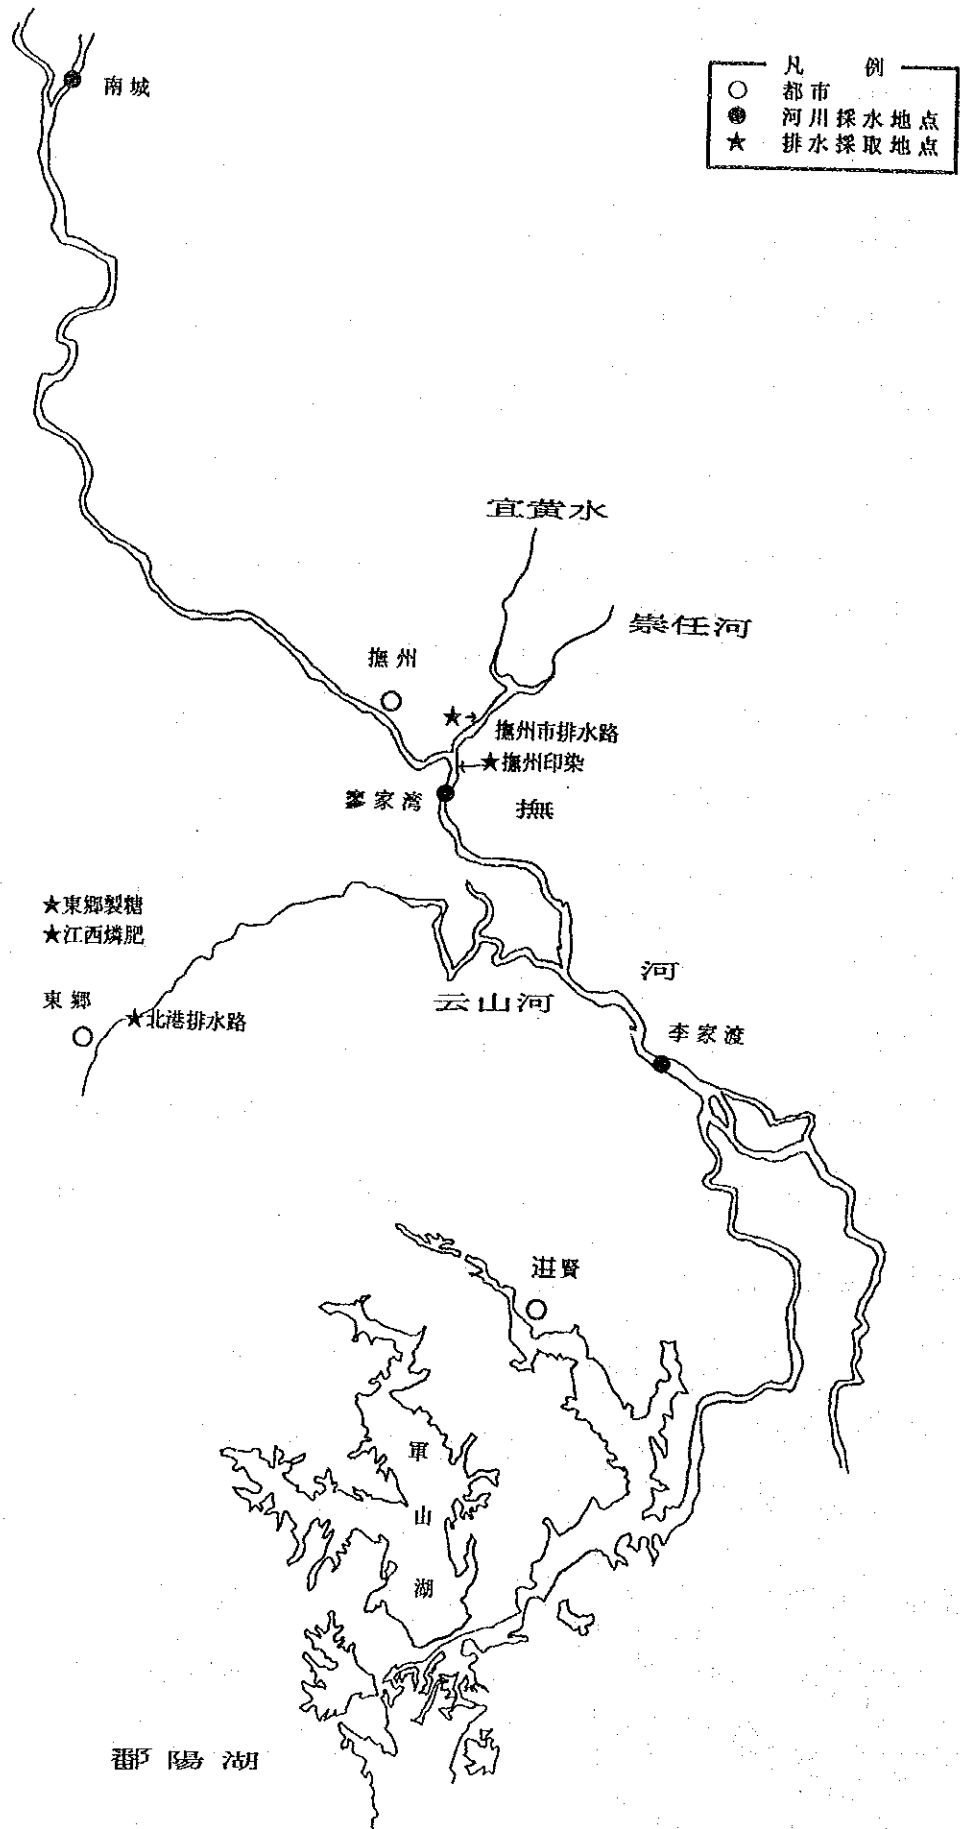 南城
凡 例
○ 都市
● 河川採水地点
★ 排水採取地点
宜黄水
崇任河
撫州
★→
撫州市排水路
←★撫州印染
廖家湾
撫
★東郷製糖
★江西燐肥
河
東郷
云山河
★北港排水路
李家渡
進賢
軍
山
湖
鄱陽湖